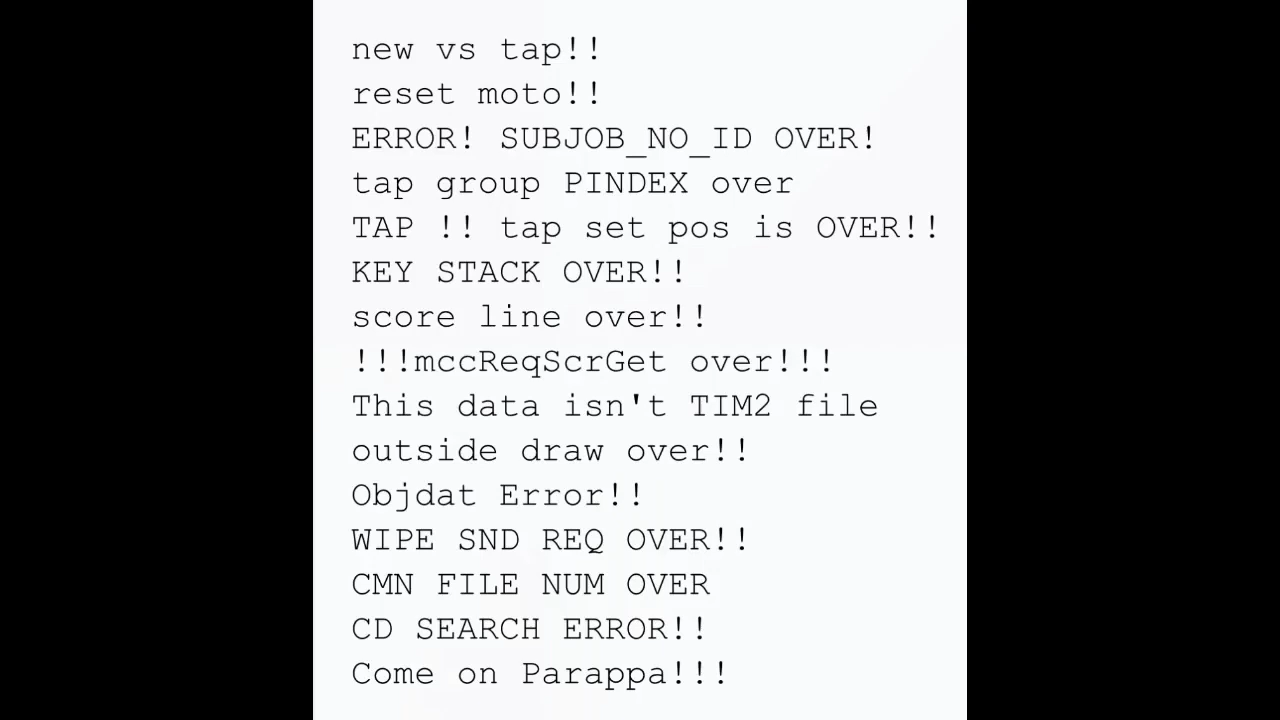 new vs tap!!
reset moto!!
ERROR! SUBJOB_NO_ID OVER!
tap group PINDEX over
TAP !! tap set pos is OVER!!
KEY STACK OVER!!
score line over!!
!!!mccReqScrGet over!!!
This data isn't TIM2 file
outside draw over!!
Objdat Error!!
WIPE SND REQ OVER!!
CMN FILE NUM OVER
CD SEARCH ERROR!!
Come on Parappa!!!